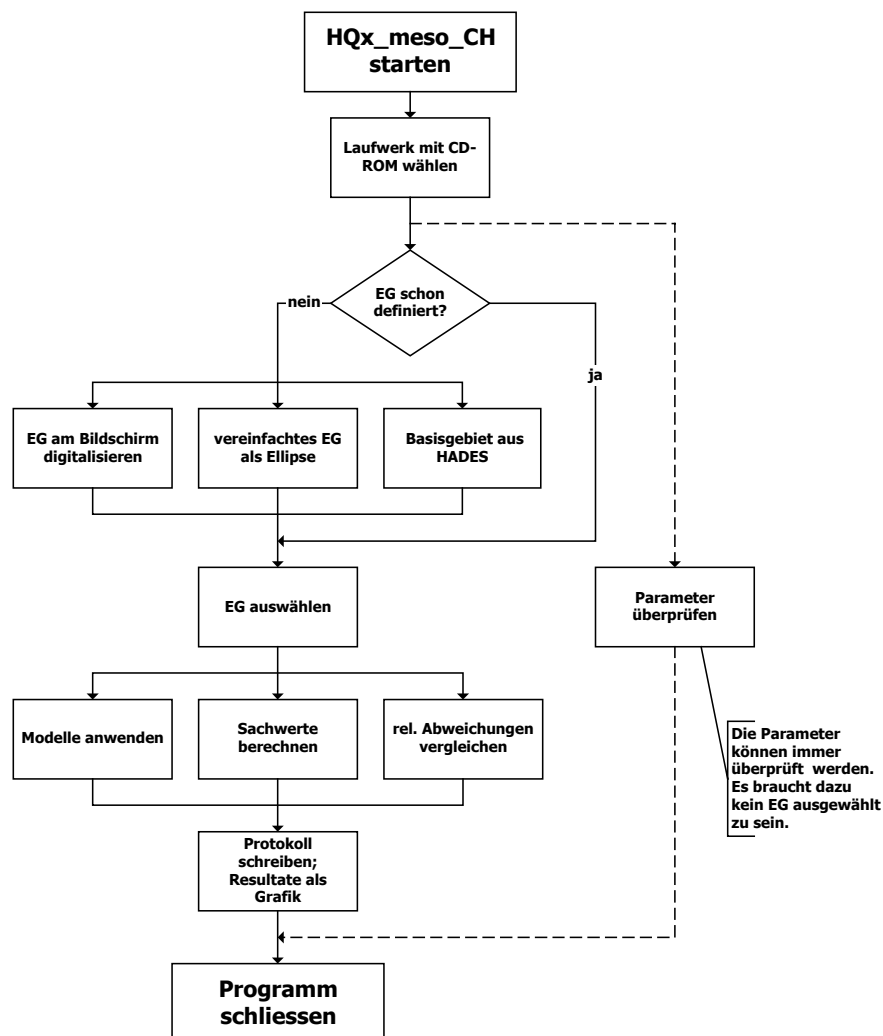 HQx_meso_CH
starten
Laufwerk mit CD-
ROM wählen
EG schon
definiert?
nein
ja
EG am Bildschirm
digitalisieren
vereinfachtes EG
als Ellipse
Basisgebiet aus
HADES
EG auswählen
Parameter
überprüfen
Modelle anwenden
Sachwerte
berechnen
rel. Abweichungen
vergleichen
Die Parameter
können immer
überprüft werden.
Es braucht dazu
kein EG ausgewählt
zu sein.
Protokoll
schreiben;
Resultate als
Grafik
Programm
schliessen